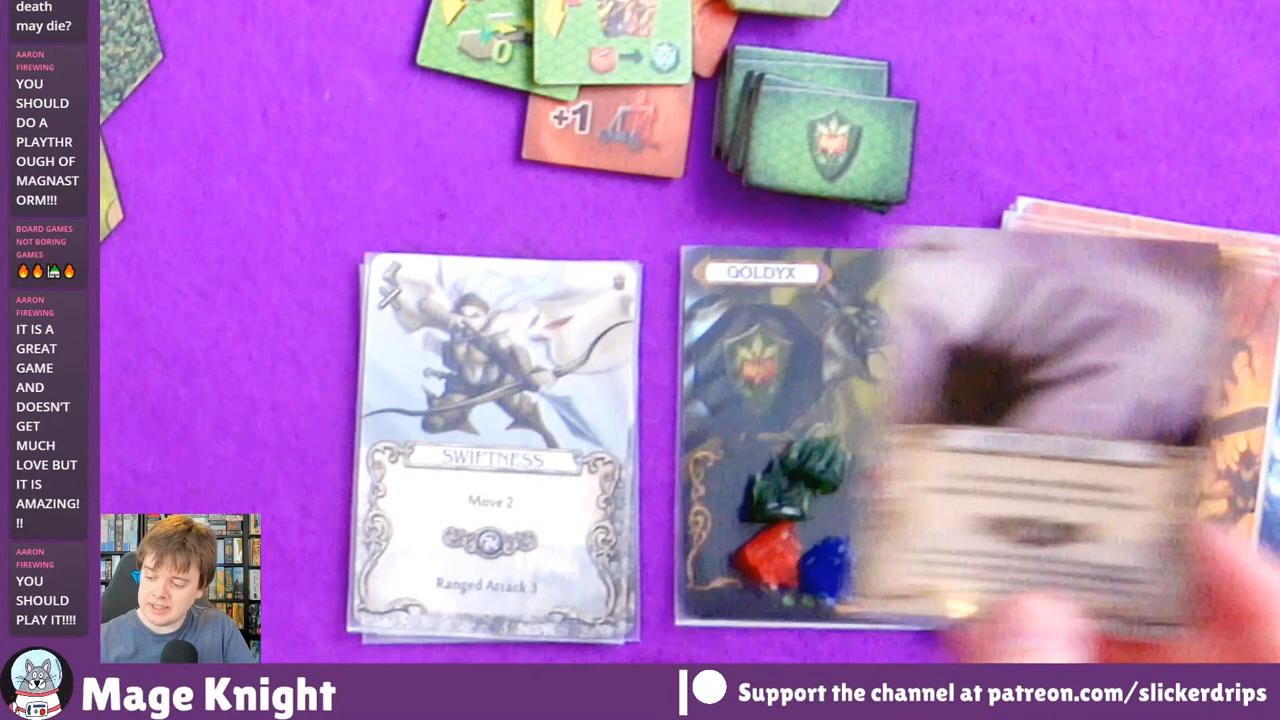 death
may die?
AARON
FIREWING
YOU
SHOULD
DO A
PLAYTHR
OUGH OF
MAGNAST
ORM!!!
BOARD GAMES
NOT BORING
GAMES
AARON
FIREWING
IT IS A
GREAT
GAME
AND
DOESN'T
GET
MUCH
LOVE BUT
IT IS
AMAZING!
!!
AARON
FIREWING
YOU
SHOULD
PLAY IT!!!!
0
+1
GOLDYX
SWIFTNESS
Move 2
Ranged Attack 3
Mage Knight
Support the channel at patreon.com/slickerdrips